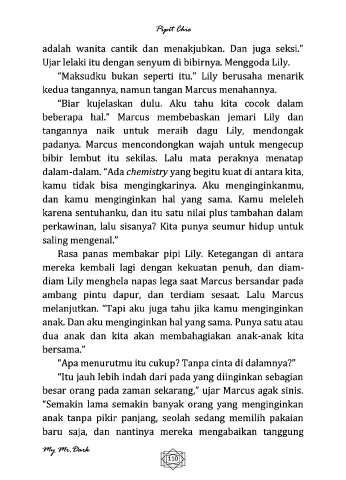 Pipit Chie
adalah wanita cantik dan menakjubkan. Dan juga seksi."
Ujar lelaki itu dengan senyum di bibirnya. Menggoda Lily.
"Maksudku bukan seperti itu." Lily berusaha menarik
kedua tangannya, namun tangan Marcus menahannya.
"Biar kujelaskan dulu. Aku tahu kita cocok dalam
beberapa hal." Marcus membebaskan jemari Lily dan
tangannya naik untuk meraih dagu Lily, mendongak
padanya. Marcus mencondongkan wajah untuk mengecup
bibir lembut itu sekilas. Lalu mata peraknya menatap
dalam-dalam. "Ada chemistry yang begitu kuat di antara kita,
kamu tidak bisa mengingkarinya. Aku menginginkanmu,
dan kamu menginginkan hal yang sama. Kamu meleleh
karena sentuhanku, dan itu satu nilai plus tambahan dalam
perkawinan, lalu sisanya? Kita punya seumur hidup untuk
saling mengenal."
Rasa panas membakar pipi Lily. Ketegangan di antara
mereka kembali lagi dengan kekuatan penuh, dan diam-
diam Lily menghela napas lega saat Marcus bersandar pada
ambang pintu dapur, dan terdiam sesaat. Lalu Marcus
melanjutkan. "Tapi aku juga tahu jika kamu menginginkan
anak. Dan aku menginginkan hal yang sama. Punya satu atau
dua anak dan kita akan membahagiakan anak-anak kita
bersama."
"Apa menurutmu itu cukup? Tanpa cinta di dalamnya?"
"Itu jauh lebih indah dari pada yang diinginkan sebagian
besar orang pada zaman sekarang," ujar Marcus agak sinis.
"Semakin lama semakin banyak orang yang menginginkan
anak tanpa pikir panjang, seolah sedang memilih pakaian
baru saja, dan nantinya mereka mengabaikan tanggung
My Mr.Dark
110